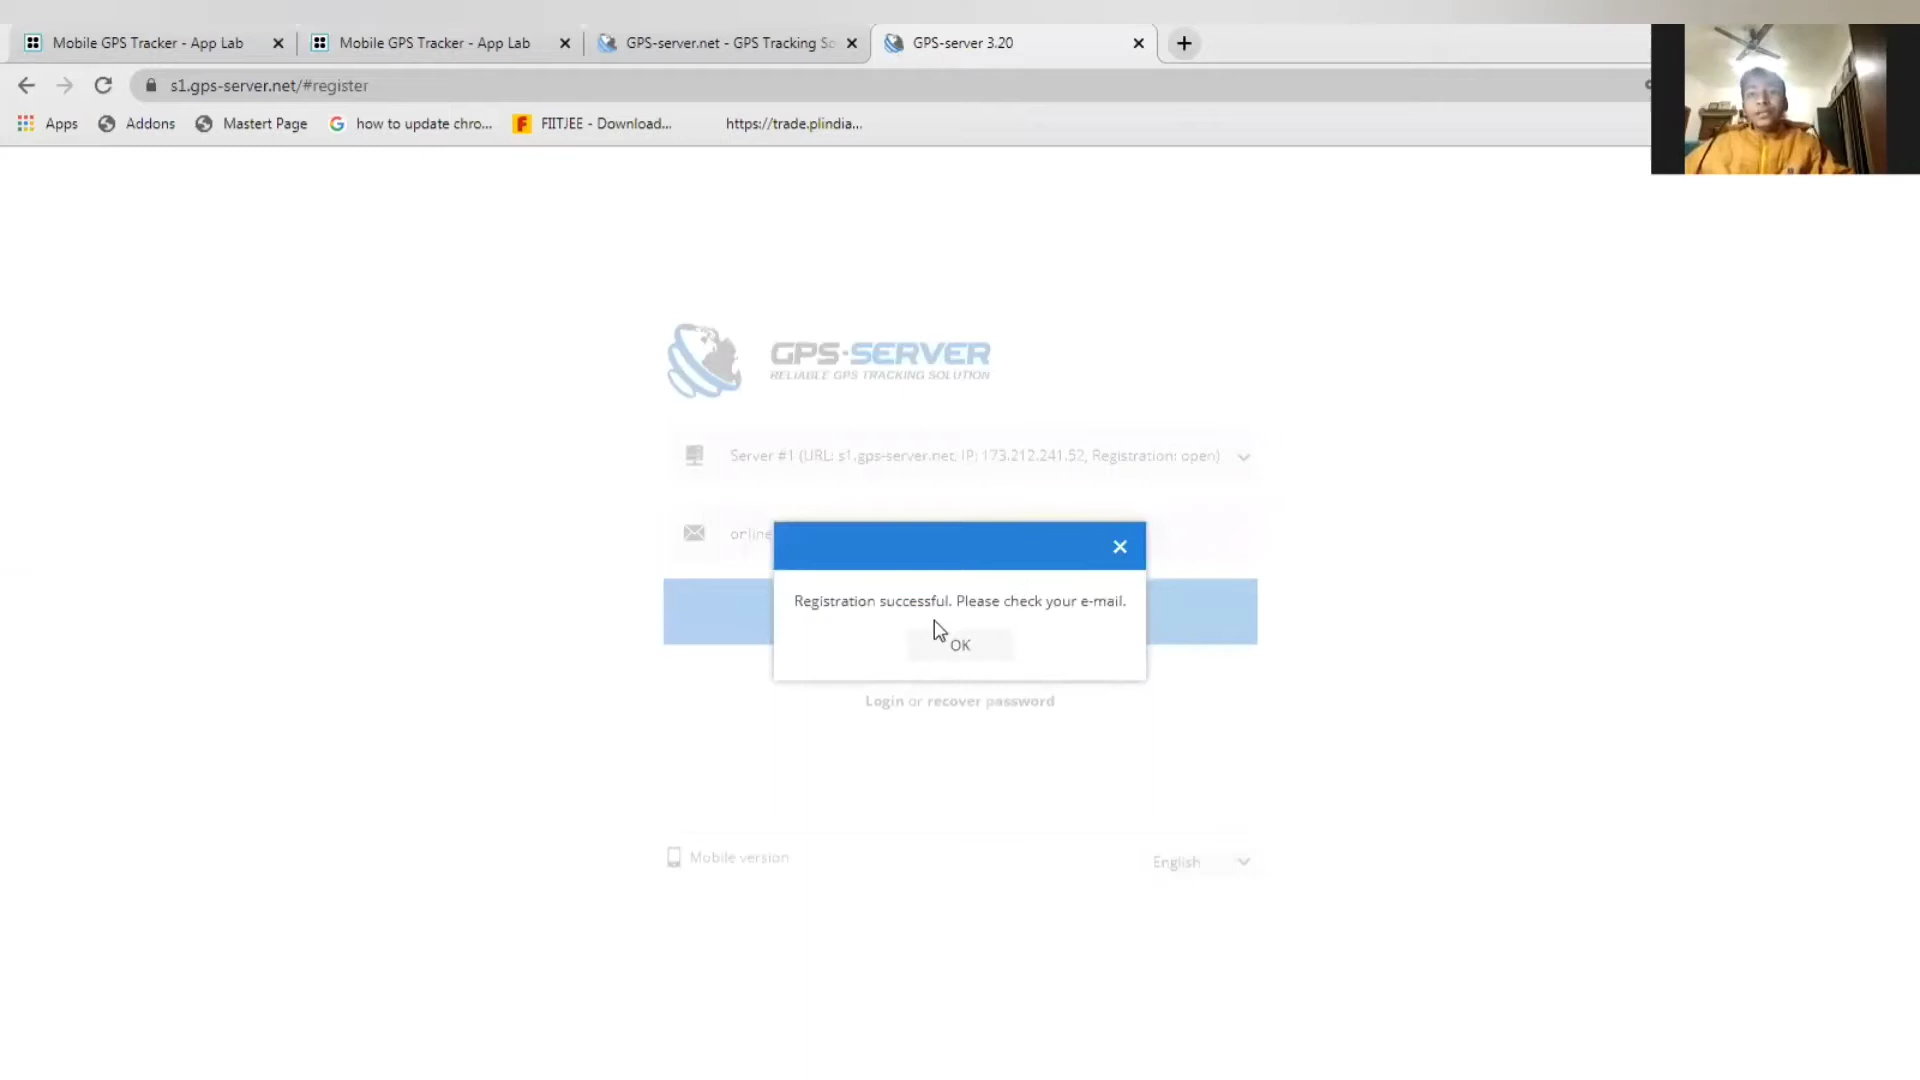 Mobile GPS Tracker - App Lab
Mobile GPS Tracker - App Lab
GPS-server.net - GPS Tracking So
GPS-server 3.20
s1.gps-server.net/#register
Apps
Addons
Mastert Page
how to update chro...
FIITJEE - Download...
https://trade.plindia...
GPS-SERVER
RELIABLE GPS TRACKING SOLUTION
Server #1 (URL: s1.gps-server.net, IP: 173.212.241.52, Registration: open)
online
Registration successful. Please check your e-mail.
OK
Login or recover password
Mobile version
English